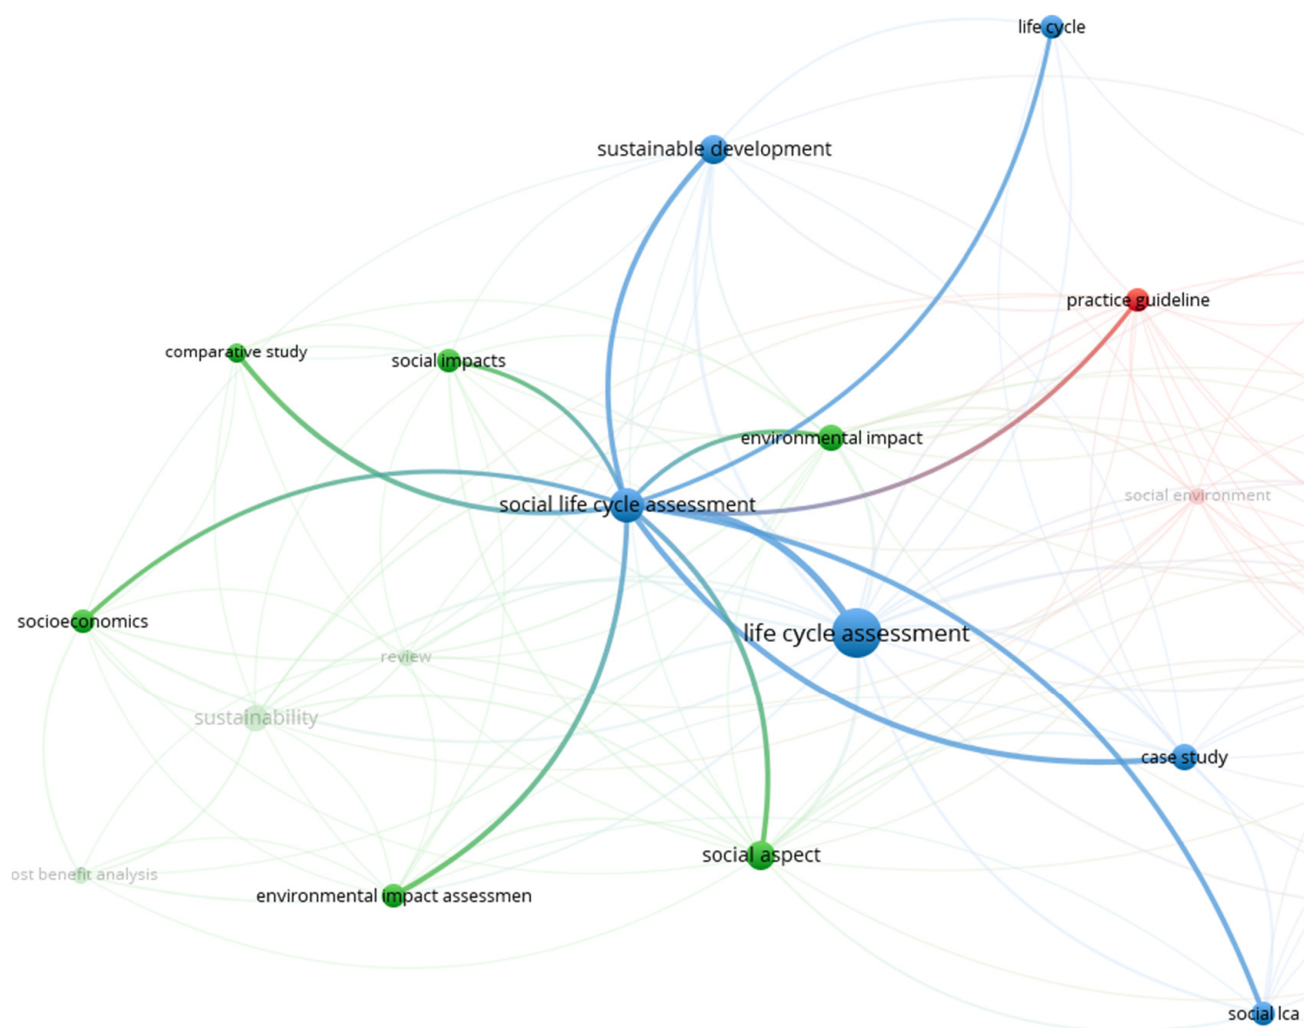 life cycle
sustainable development
practice guideline
comparative study
social impacts
environmental impact
social environment
social life cycle assessment
socioeconomics
life cycle assessment
review
sustainability
case study
social aspect
ost benefit analysis
environmental impact assessmen
social lca